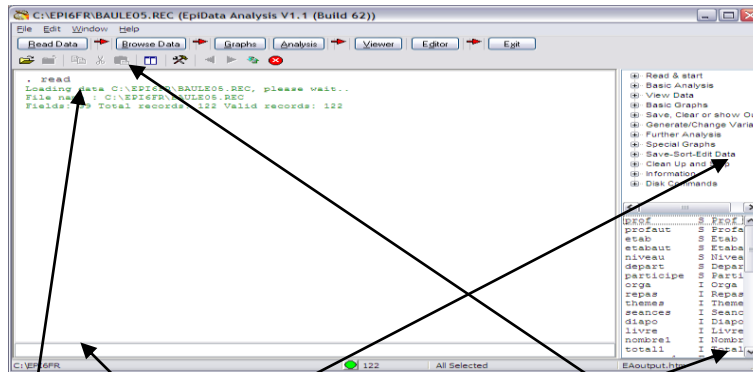 C:\EPI6FR\BAULE05.REC (EpiData Analysis V1.1 (Build 62))
File Edit Window Help
Read Data Browse Data Graphs Analysis Viewer Editor Exit
. read
Loading data C:\EPI6FR\BAULE05.REC, please wait..
File name : C:\EPI6FR\BAULE05.REC
Fields: 99 Total records: 122 Valid records: 122
Read & start
Basic Analysis
View Data
Basic Graphs
Save, Clear or show Ou
Generate/Change Varia
Further Analysis
Special Graphs
Save-Sort-Edit Data
Clean Up and
Information
Disk Commands
prof S Prof
profaut S Profa
etab S Etab
etabaut S Etaba
niveau S Nivea
depart S Depar
participe S Parti
orga I Orga
repas I Repas
themes I Theme
seances I Seanc
diapo I Diapo
livre I Livre
nombre1 I Nombr
total1 I Total
C:\EPI6FR 122 All Selected EAoutput.htm